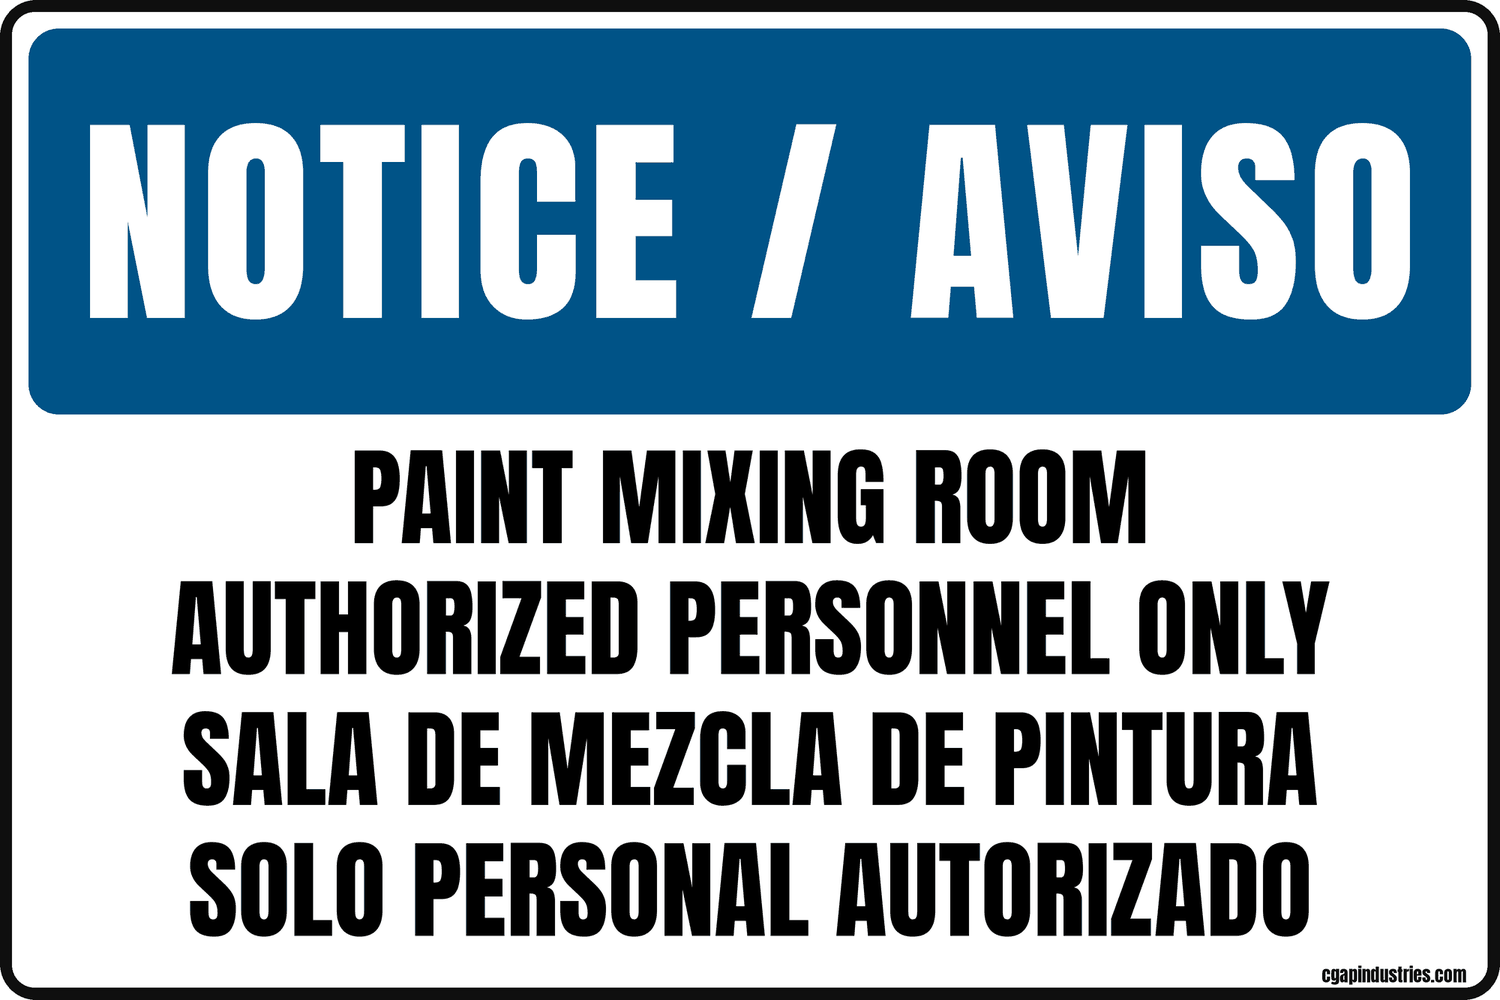 NOTICE / AVISO
PAINT MIXING ROOM
AUTHORIZED PERSONNEL ONLY
SALA DE MEZCLA DE PINTURA
SOLO PERSONAL AUTORIZADO
cgapindustries.com